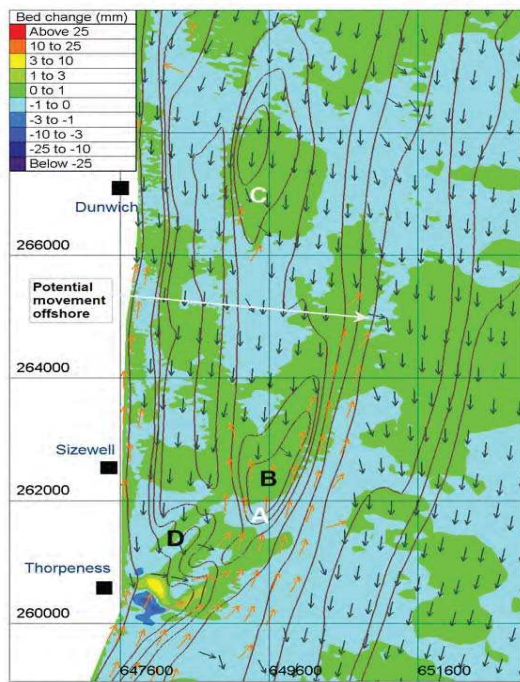 Bed change (mm)
Above 25
10 to 25
3 to 10
1 to 3
0 to 1
-1 to 0
-3 to -1
-10 to -3
-25 to -10
Below -25
C
Dunwich
266000
Potential
movement
offshore
264000
Sizewell
B
262000
A
D
Thorpeness
260000
647600
649600
651600